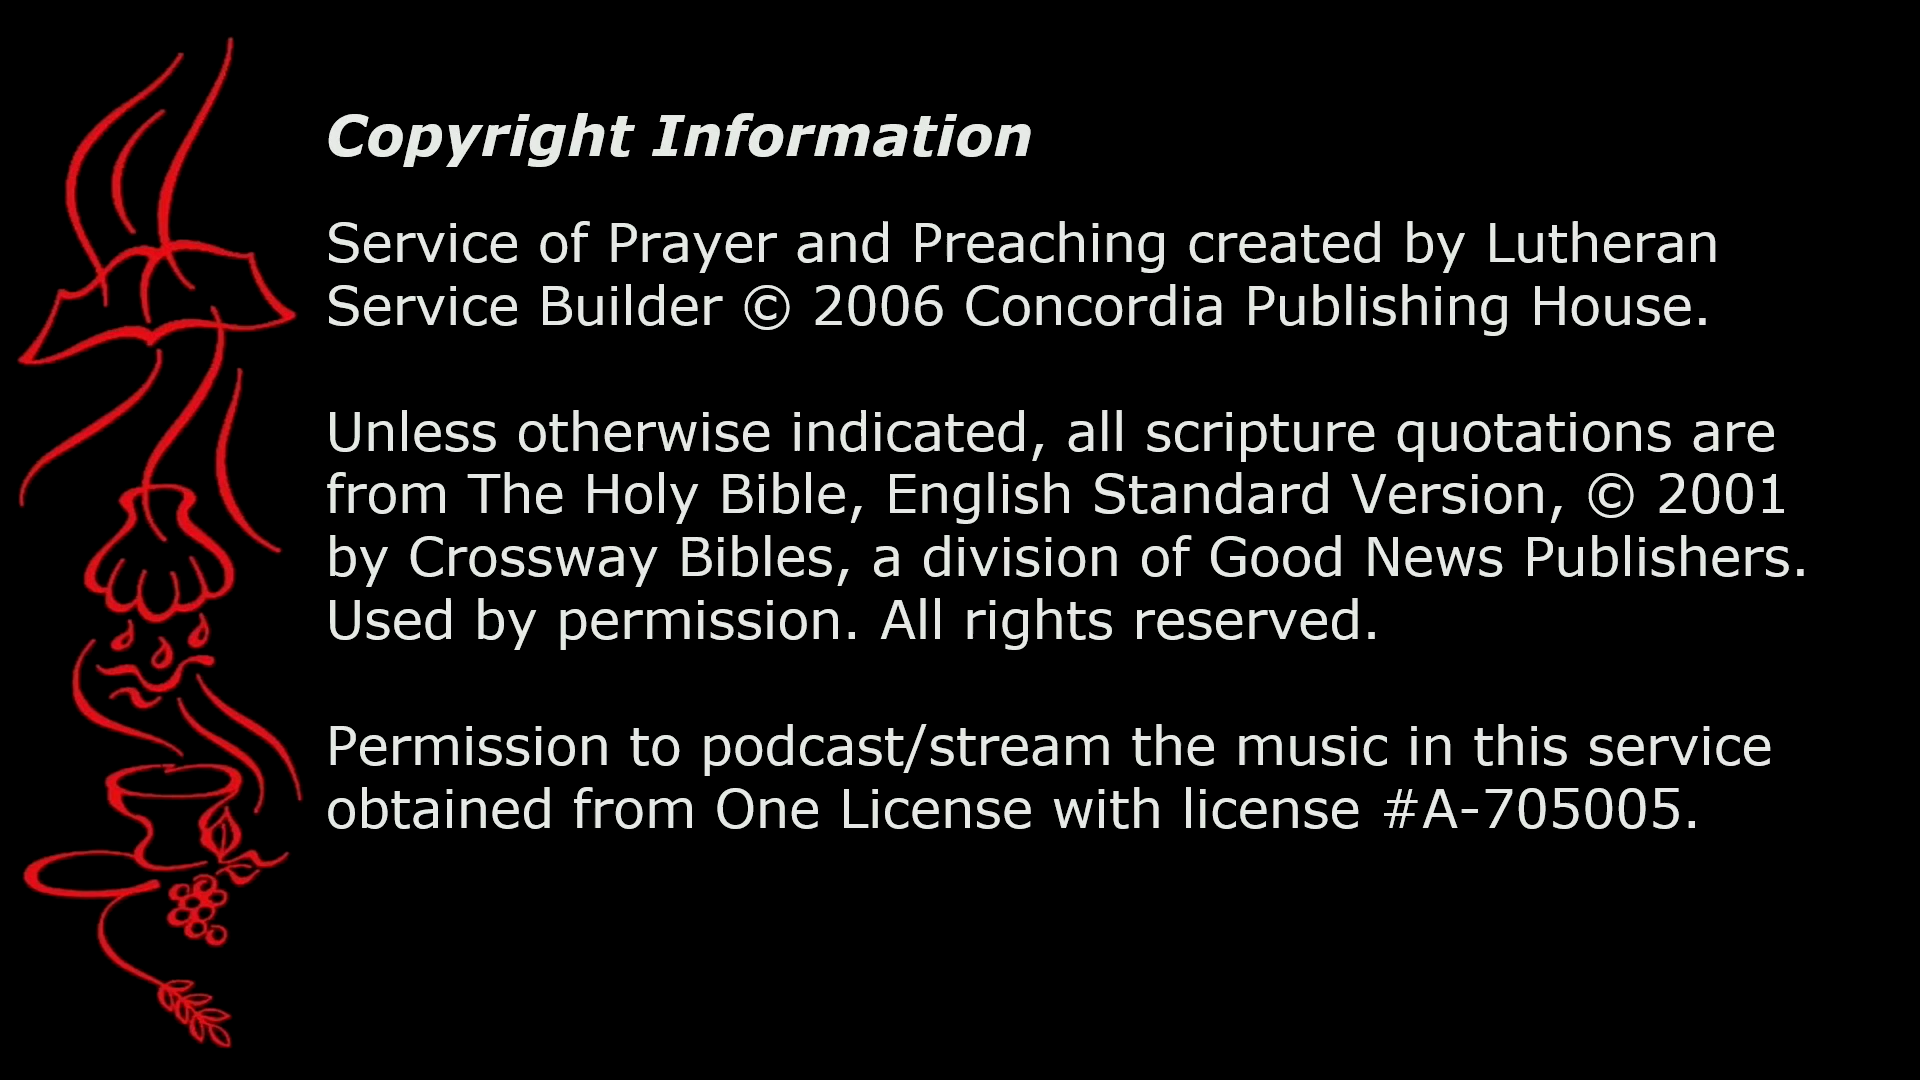 Copyright Information
Service of Prayer and Preaching created by Lutheran
Service Builder © 2006 Concordia Publishing House.
Unless otherwise indicated, all scripture quotations are
from The Holy Bible, English Standard Version, © 2001
by Crossway Bibles, a division of Good News Publishers.
Used by permission. All rights reserved.
Permission to podcast/stream the music in this service
obtained from One License with license #A-705005.